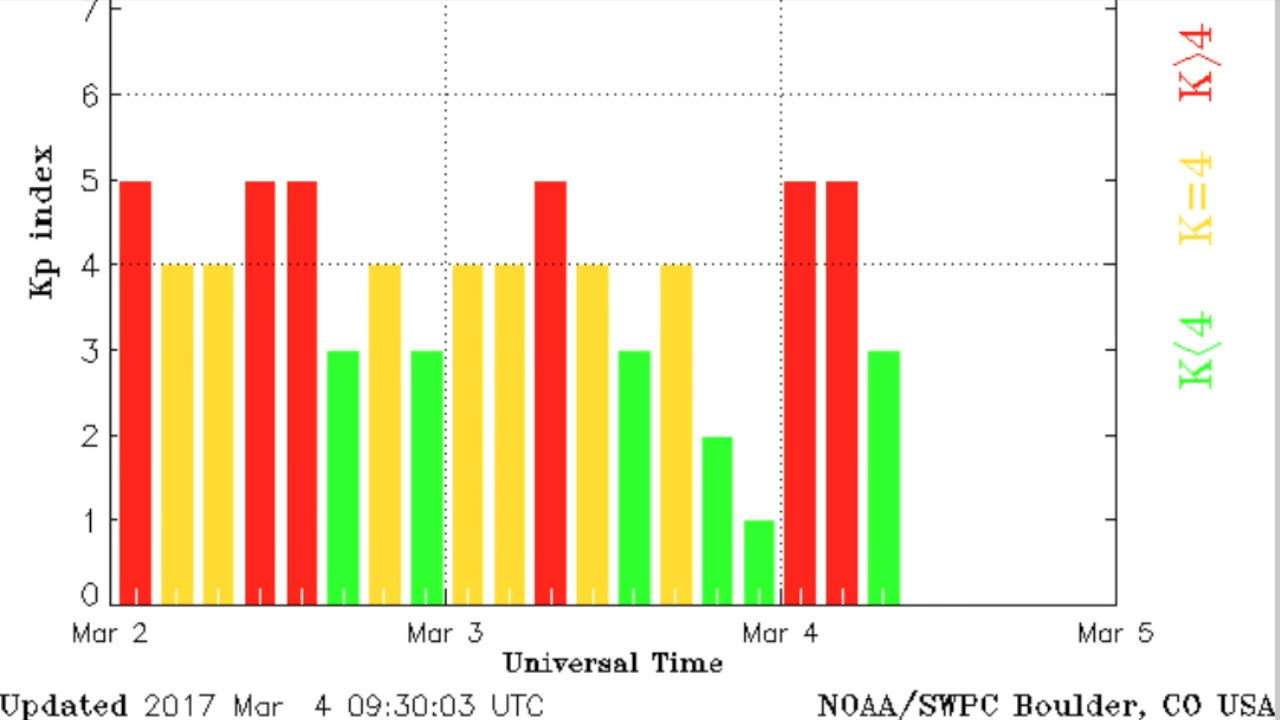 7
6
5
4
3
2
1
0
Kp index
K>4
K=4
K<4
Mar 2
Mar 3
Mar 4
Mar 5
Universal Time
Updated 2017 Mar 4 09:30:03 UTC
NOAA/SWPC Boulder, CO USA